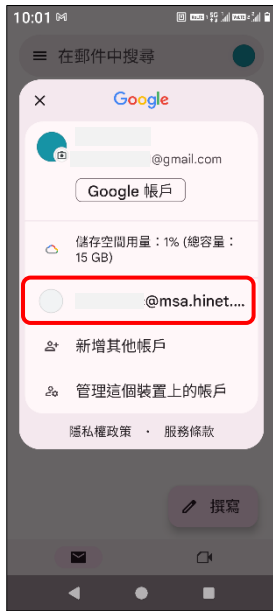 10:01
在郵件中搜尋
Google
@gmail.com
Google 帳戶
儲存空間用量：1% (總容量：
15 GB)
@msa.hinet....
新增其他帳戶
管理這個裝置上的帳戶
隱私權政策 · 服務條款
撰寫